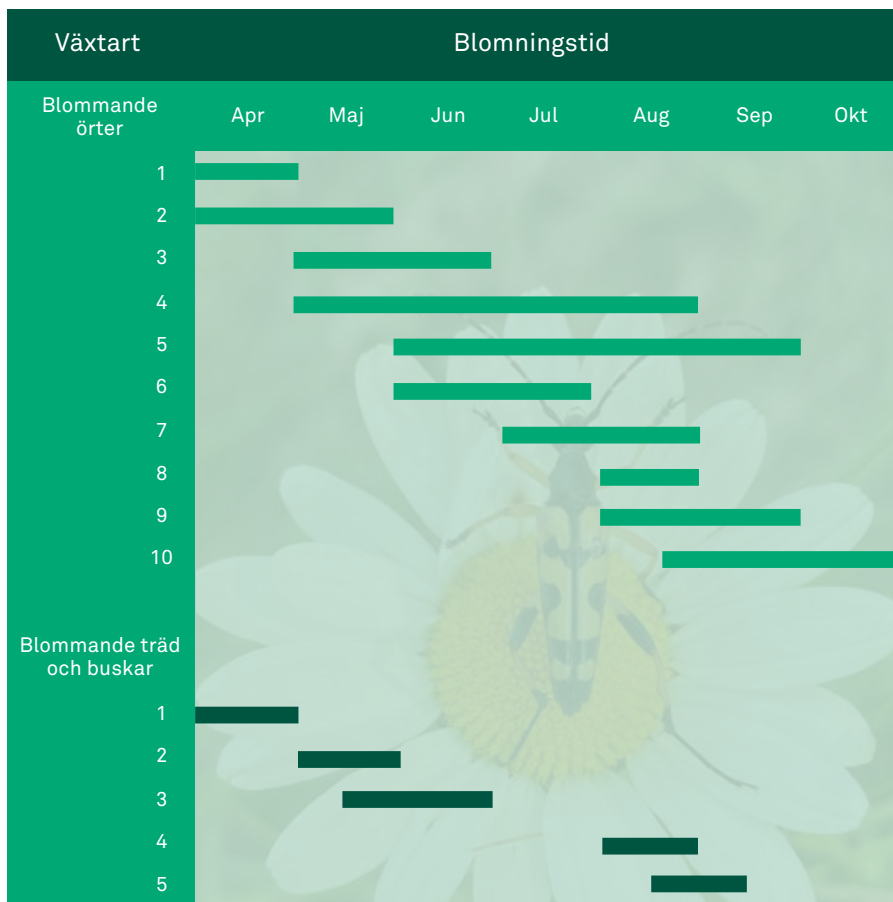 Växtart Blomningstid
Blommande
örter
Apr Maj Jun Jul Aug Sep Okt
1
2
3
4
5
6
7
8
9
10
Blommande träd
och buskar
1
2
3
4
5